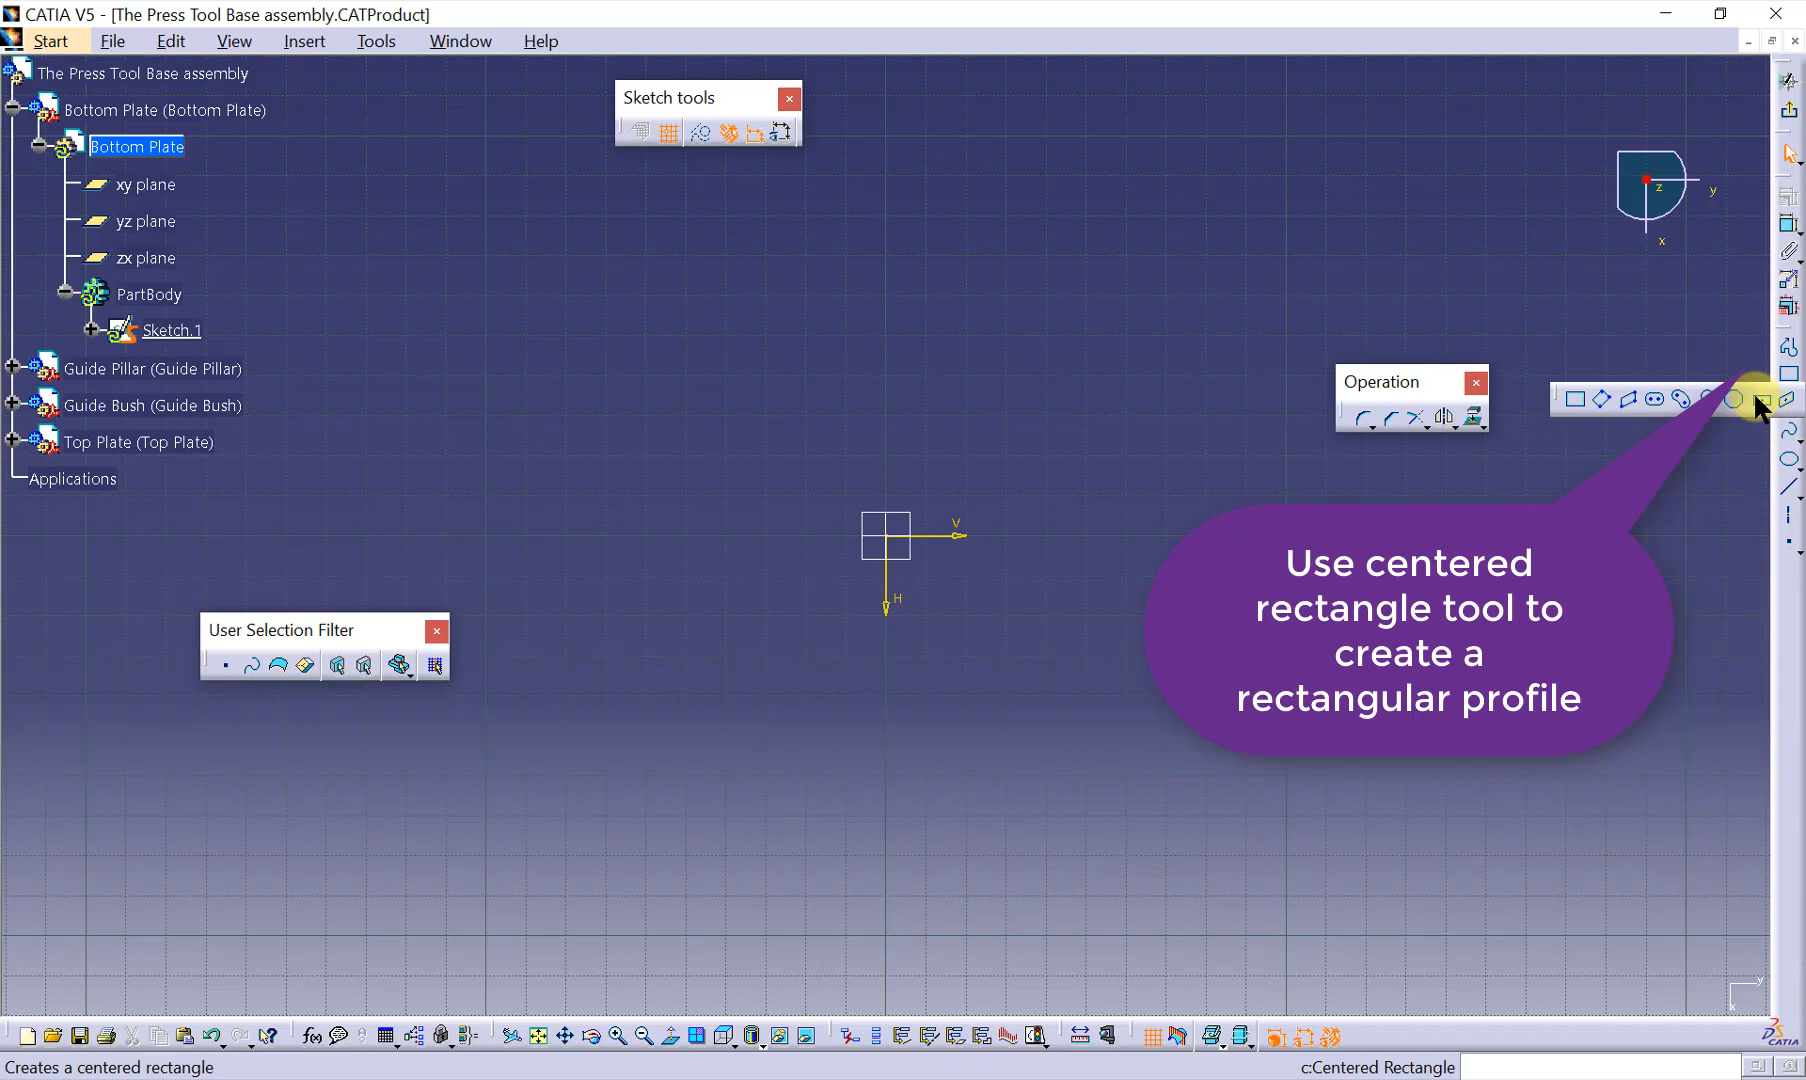 CATIA V5 - [The Press Tool Base assembly.CATProduct]
Start File Edit View Insert Tools Window Help
The Press Tool Base assembly
Bottom Plate (Bottom Plate)
Bottom Plate
xy plane
yz plane
zx plane
PartBody
Sketch.1
Guide Pillar (Guide Pillar)
Guide Bush (Guide Bush)
Top Plate (Top Plate)
Applications
Sketch tools
z
y
x
Operation
V
H
Use centered
rectangle tool to
create a
rectangular profile
User Selection Filter
y
x
CATIA
Creates a centered rectangle
c:Centered Rectangle